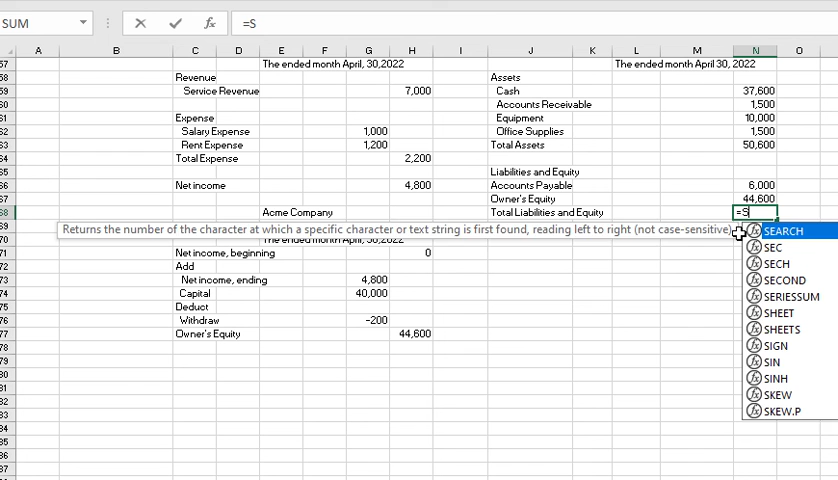 SUM
=S
A B C D E F G H I J K L M N O
57 The ended month April, 30,2022 The ended month April 30, 2022
58 Revenue Assets
59 Service Revenue 7,000 Cash 37,600
60 Accounts Receivable 1,500
61 Expense Equipment 10,000
62 Salary Expense 1,000 Office Supplies 1,500
63 Rent Expense 1,200 Total Assets 50,600
64 Total Expense 2,200
65 Liabilities and Equity
66 Net income 4,800 Accounts Payable 6,000
67 Owner's Equity 44,600
68 Acme Company Total Liabilities and Equity =S
69 Returns the number of the character at which a specific character or text string is first found, reading left to right (not case-sensitive)
70 The ended month April, 30,2022
71 Net income, beginning 0
72 Add
73 Net income, ending 4,800
74 Capital 40,000
75 Deduct
76 Withdraw -200
77 Owner's Equity 44,600
78
79
80
81
82
83
84
85
86
87
SEARCH
SEC
SECH
SECOND
SERIESSUM
SHEET
SHEETS
SIGN
SIN
SINH
SKEW
SKEW.P